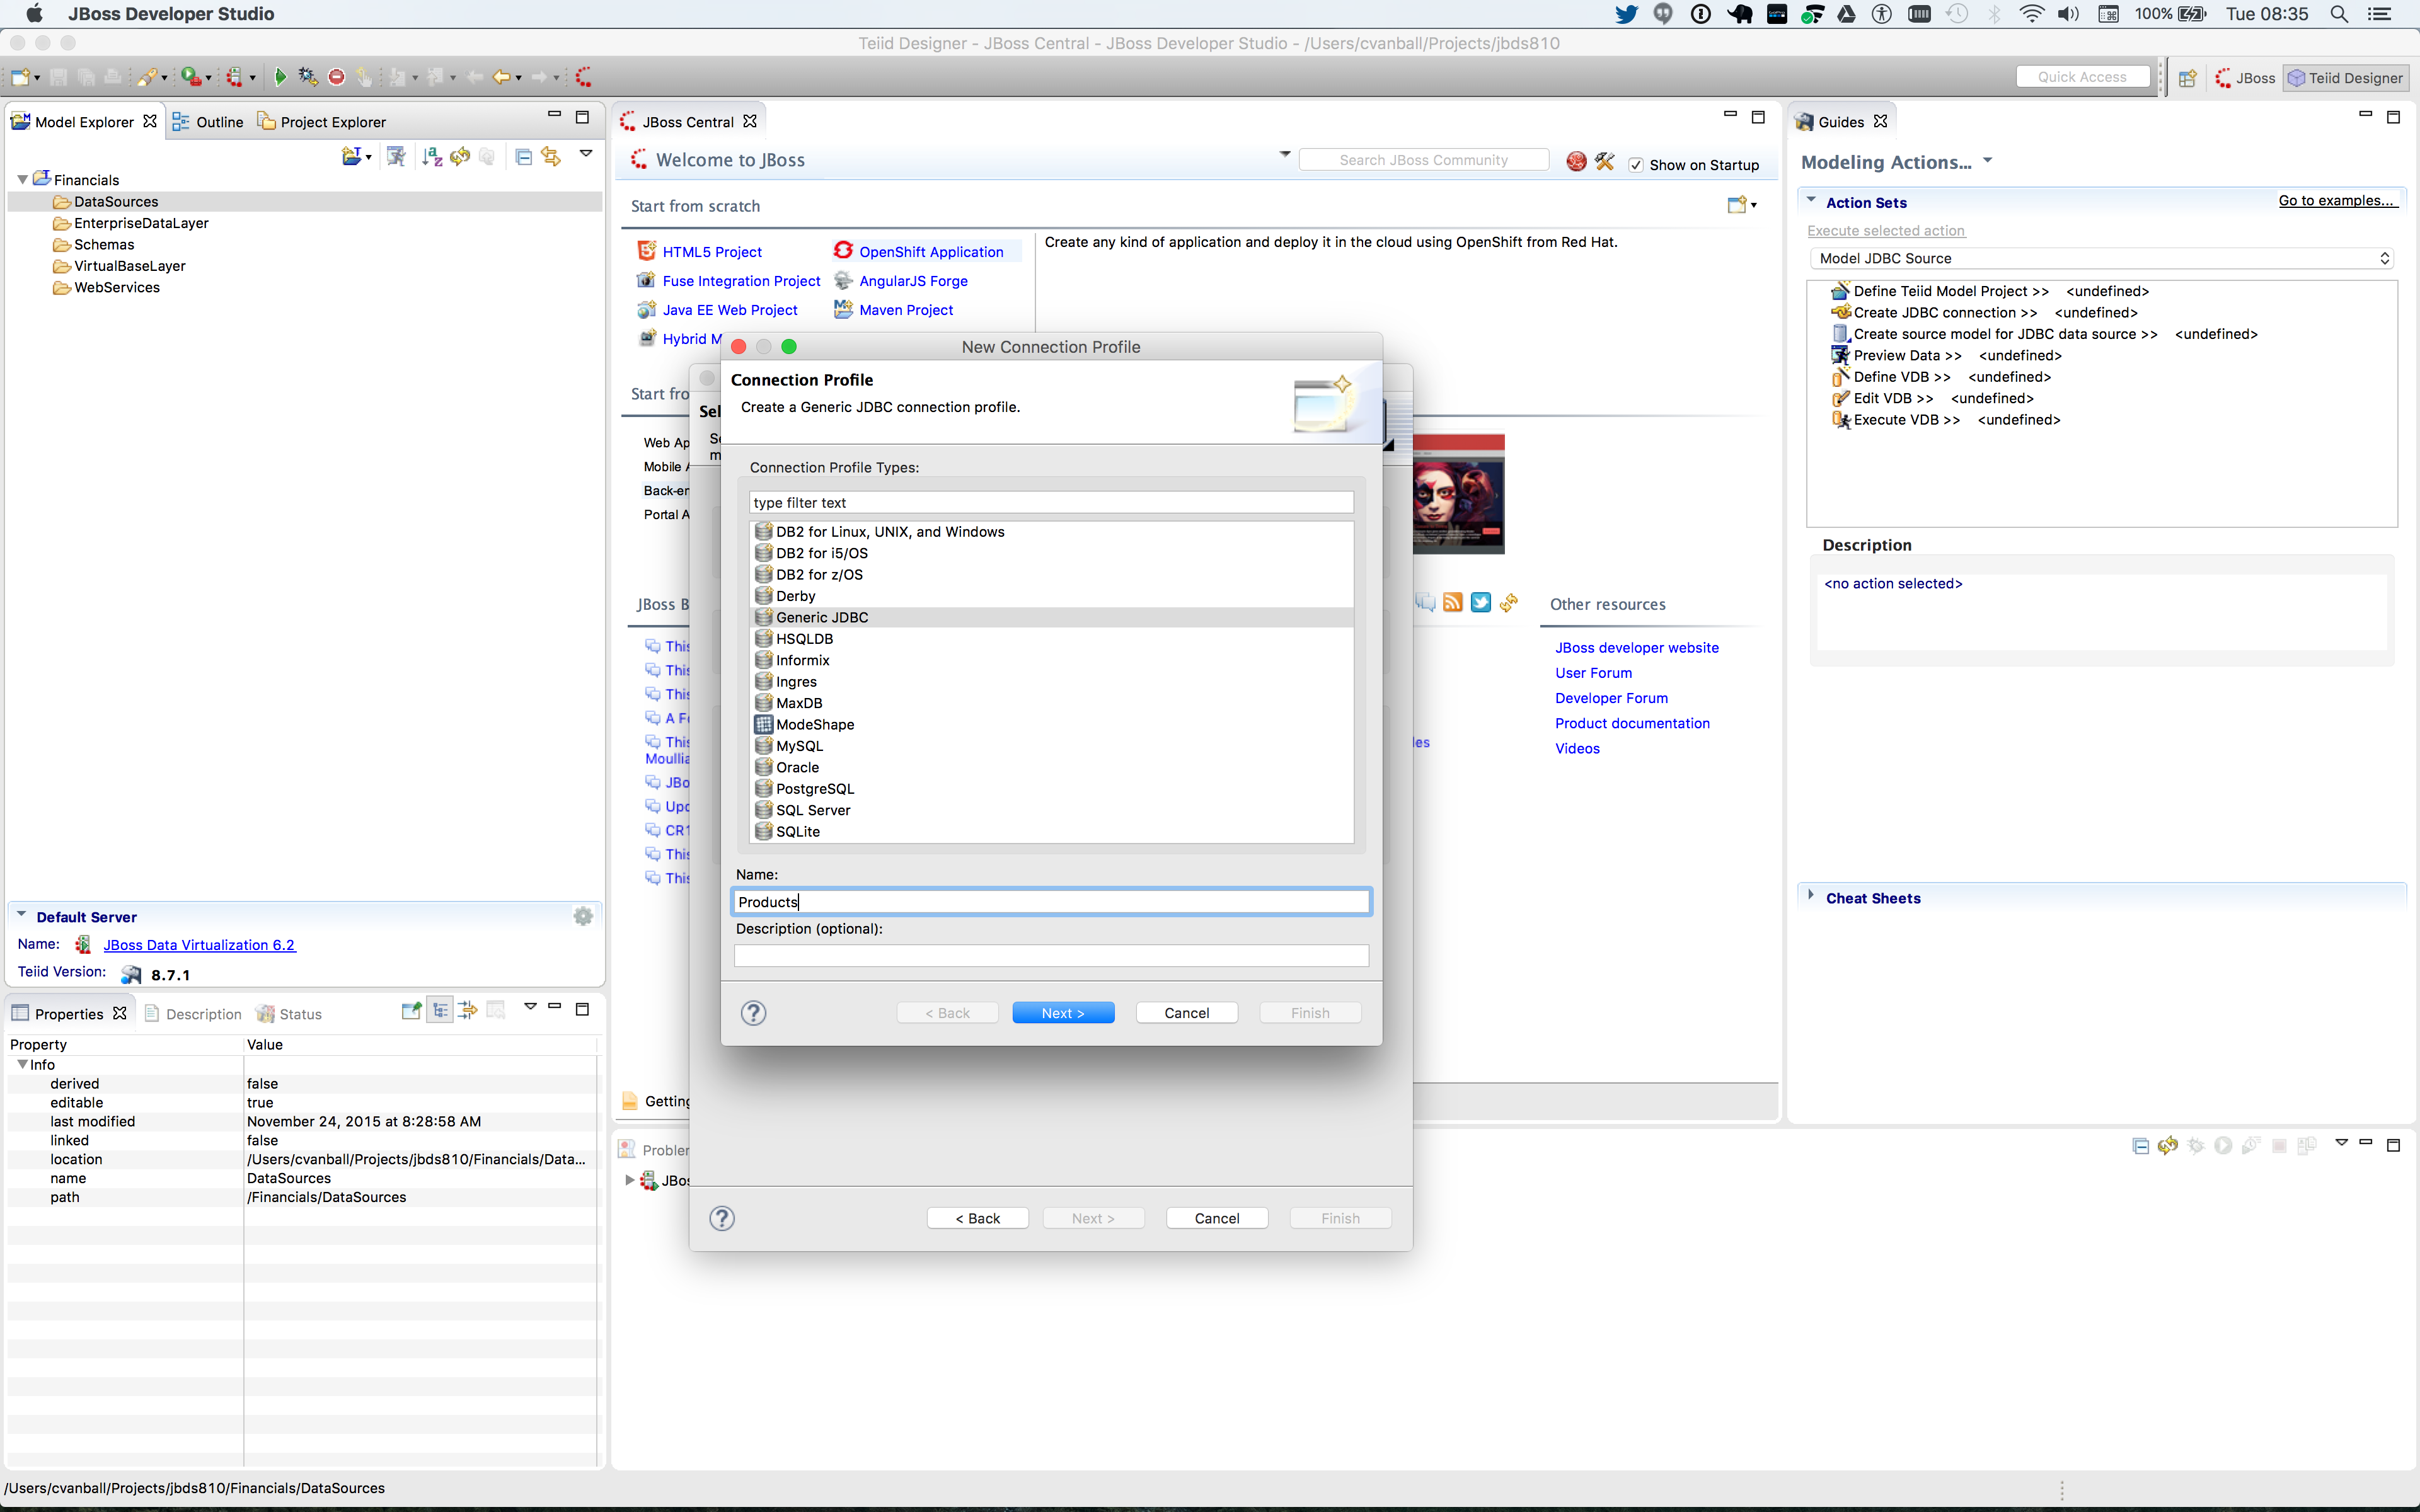 JBoss Developer Studio
100%
Tue 08:35
Teiid Designer - JBoss Central - JBoss Developer Studio - /Users/cvanball/Projects/jbds810
Quick Access
JBoss
Teiid Designer
Model Explorer
Outline
Project Explorer
Financials
DataSources
EnterpriseDataLayer
Schemas
VirtualBaseLayer
WebServices
Default Server
Name:
JBoss Data Virtualization 6.2
Teiid Version:
8.7.1
Properties
Description
Status
Property Value
Info
derived false
editable true
last modified November 24, 2015 at 8:28:58 AM
linked false
location /Users/cvanball/Projects/jbds810/Financials/Data...
name DataSources
path /Financials/DataSources
/Users/cvanball/Projects/jbds810/Financials/DataSources
JBoss Central
Welcome to JBoss
Search JBoss Community
Show on Startup
Start from scratch
HTML5 Project
OpenShift Application
Fuse Integration Project
AngularJS Forge
Java EE Web Project
Maven Project
Hybrid M
Create any kind of application and deploy it in the cloud using OpenShift from Red Hat.
Start fro
Web Ap
Mobile A
Back-en
Portal A
JBoss B
This
This
This
A Fe
This
Moullia
JBo
Upd
CR1
This
This
Getting
Problem
JBos
Sel
Se
m
New Connection Profile
Connection Profile
Create a Generic JDBC connection profile.
Connection Profile Types:
type filter text
DB2 for Linux, UNIX, and Windows
DB2 for i5/OS
DB2 for z/OS
Derby
Generic JDBC
HSQLDB
Informix
Ingres
MaxDB
ModeShape
MySQL
Oracle
PostgreSQL
SQL Server
SQLite
Name:
Products
Description (optional):
< Back
Next >
Cancel
Finish
< Back
Next >
Cancel
Finish
les
Other resources
JBoss developer website
User Forum
Developer Forum
Product documentation
Videos
Guides
Modeling Actions...
Action Sets
Go to examples...
Execute selected action
Model JDBC Source
Define Teiid Model Project >> <undefined>
Create JDBC connection >> <undefined>
Create source model for JDBC data source >> <undefined>
Preview Data >> <undefined>
Define VDB >> <undefined>
Edit VDB >> <undefined>
Execute VDB >> <undefined>
Description
<no action selected>
Cheat Sheets